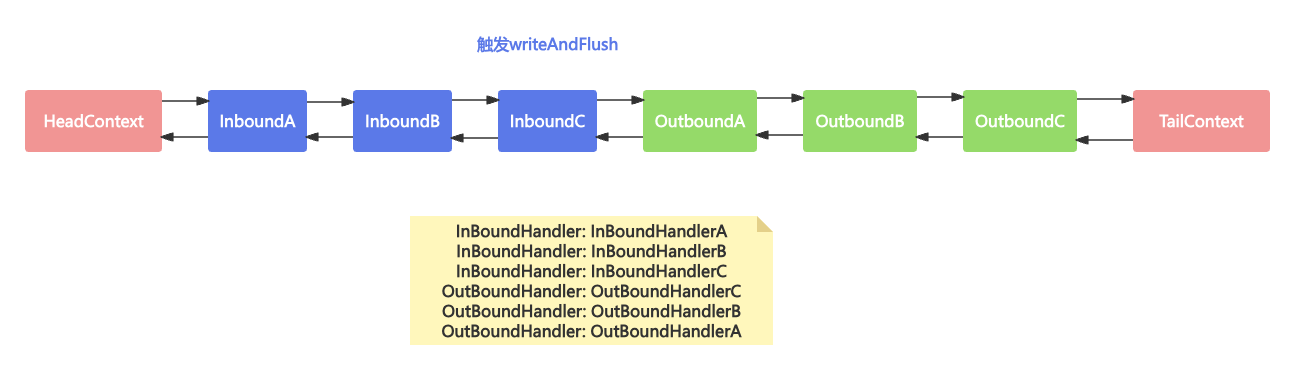 触发writeAndFlush
HeadContext
InboundA
InboundB
InboundC
OutboundA
OutboundB
OutboundC
TailContext
InBoundHandler: InBoundHandlerA
InBoundHandler: InBoundHandlerB
InBoundHandler: InBoundHandlerC
OutBoundHandler: OutBoundHandlerC
OutBoundHandler: OutBoundHandlerB
OutBoundHandler: OutBoundHandlerA